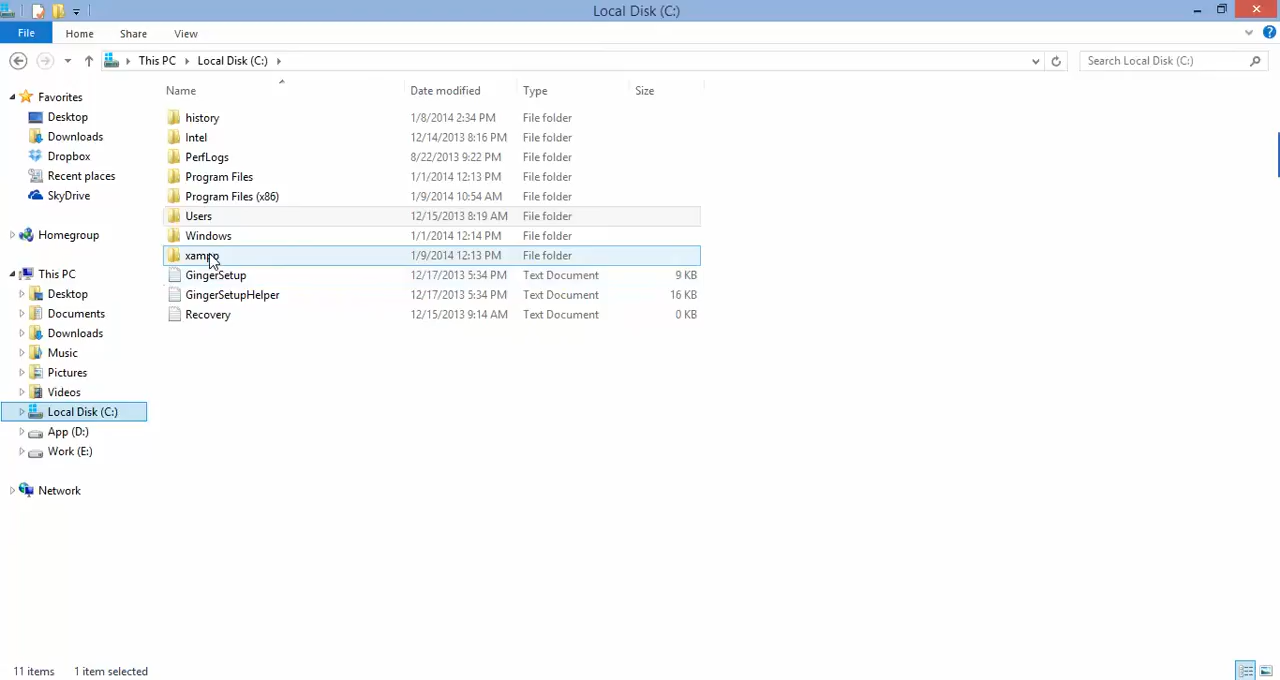 Local Disk (C:)
File Home Share View
This PC Local Disk (C:) Search Local Disk (C:)
Name Date modified Type Size
Favorites
Desktop
Downloads
Dropbox
Recent places
SkyDrive
Homegroup
This PC
Desktop
Documents
Downloads
Music
Pictures
Videos
Local Disk (C:)
App (D:)
Work (E:)
Network
history 1/8/2014 2:34 PM File folder
Intel 12/14/2013 8:16 PM File folder
PerfLogs 8/22/2013 9:22 PM File folder
Program Files 1/1/2014 12:13 PM File folder
Program Files (x86) 1/9/2014 10:54 AM File folder
Users 12/15/2013 8:19 AM File folder
Windows 1/1/2014 12:14 PM File folder
xampp 1/9/2014 12:13 PM File folder
GingerSetup 12/17/2013 5:34 PM Text Document 9 KB
GingerSetupHelper 12/17/2013 5:34 PM Text Document 16 KB
Recovery 12/15/2013 9:14 AM Text Document 0 KB
11 items 1 item selected